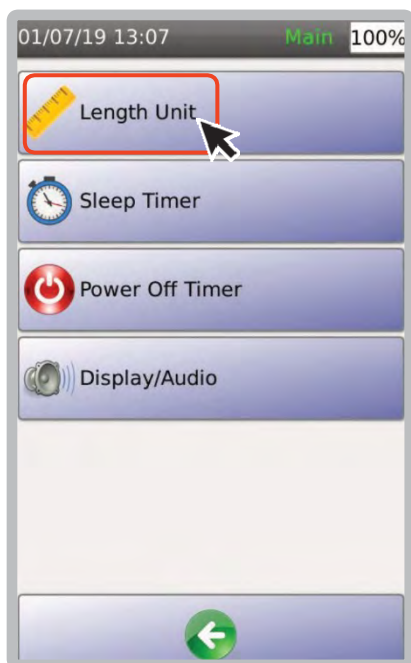 01/07/19 13:07 Main 100%
Length Unit
Sleep Timer
Power Off Timer
Display/Audio